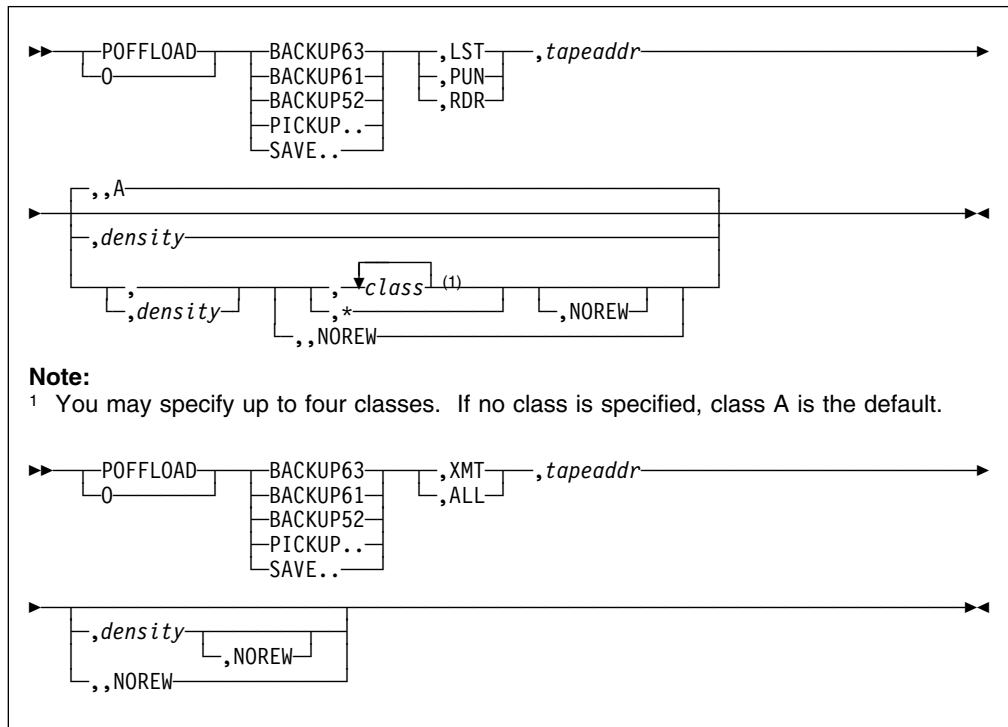 POFFLOAD BACKUP63 ,LST ,tapeaddr
O BACKUP61 ,PUN
BACKUP52 ,RDR
PICKUP..
SAVE..
,,A
,density
, , class (1)
,density ,* ,NOREW
,,NOREW
Note:
1 You may specify up to four classes. If no class is specified, class A is the default.
POFFLOAD BACKUP63 ,XMT ,tapeaddr
O BACKUP61 ,ALL
BACKUP52
PICKUP..
SAVE..
,density
,NOREW
,,NOREW